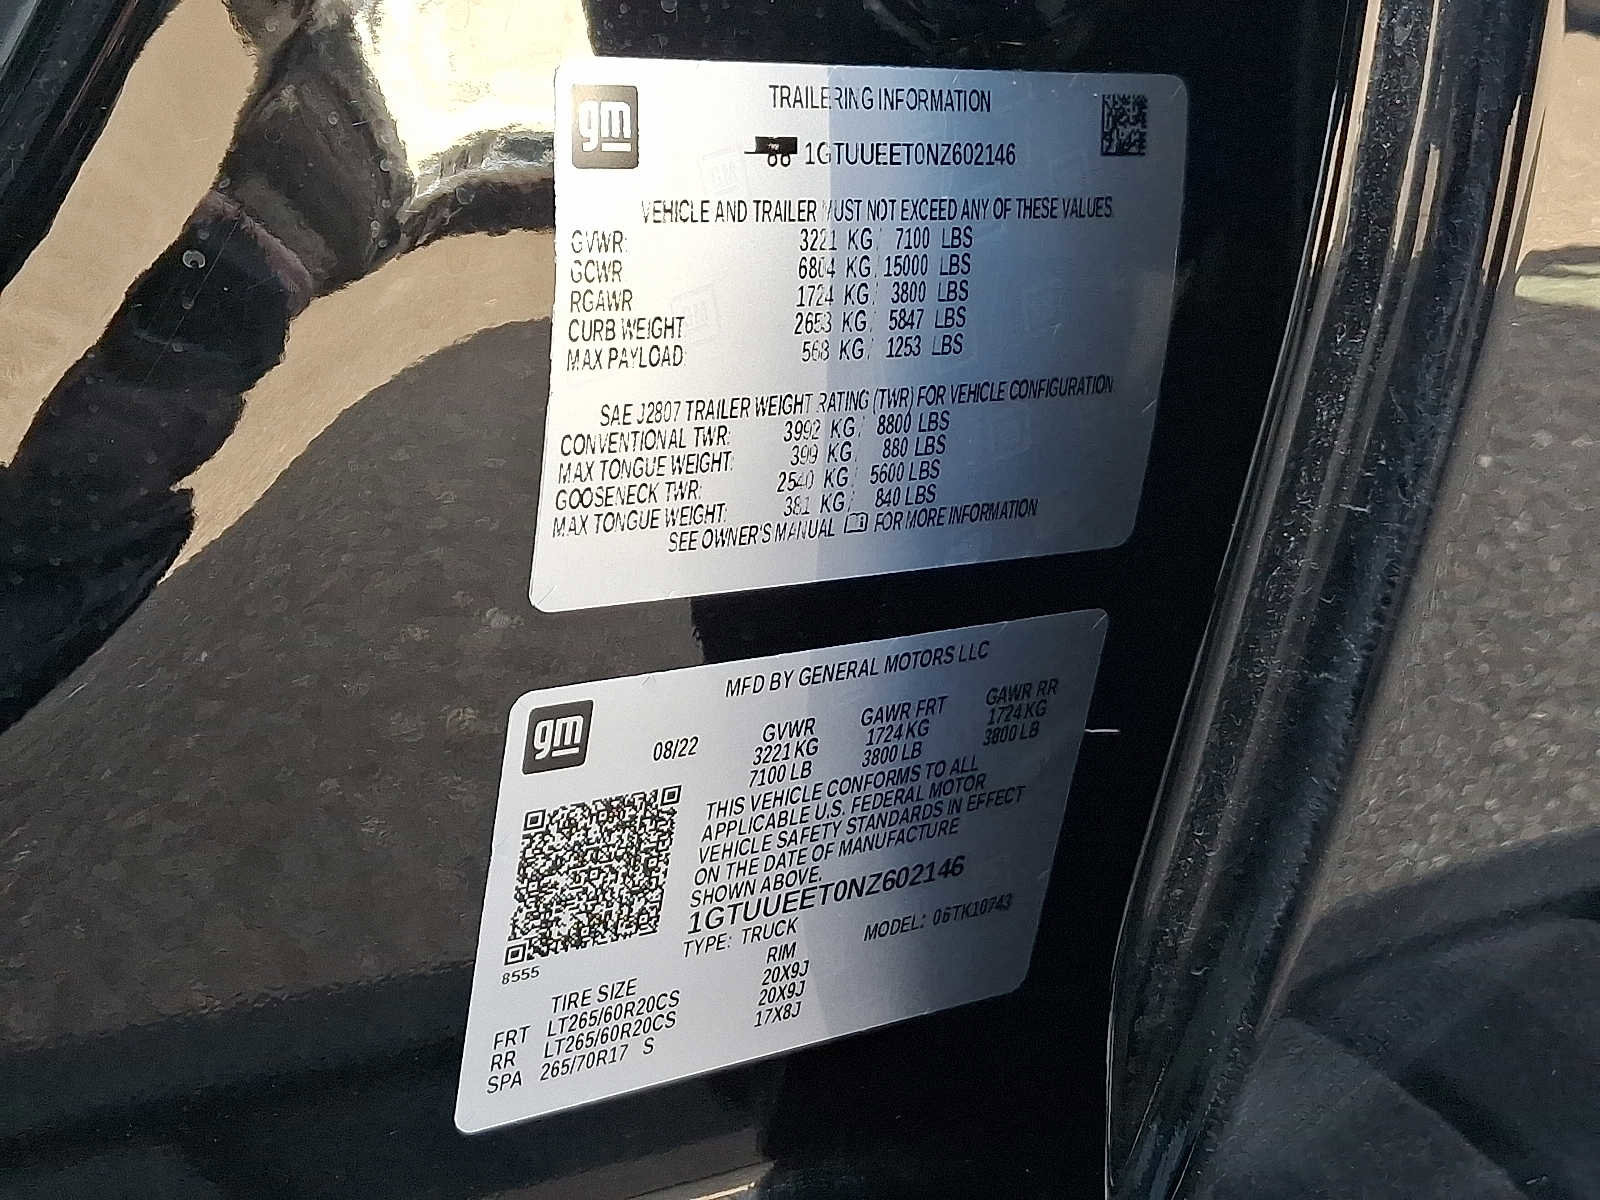 gm
TRAILERING INFORMATION
1GTUUEET0NZ602146
VEHICLE AND TRAILER MUST NOT EXCEED ANY OF THESE VALUES
GVWR: 3221 KG/ 7100 LBS
GCWR 6804 KG/ 15000 LBS
RGAWR 1724 KG/ 3800 LBS
CURB WEIGHT 2653 KG/ 5847 LBS
MAX PAYLOAD 568 KG/ 1253 LBS
SAE J2807 TRAILER WEIGHT RATING (TWR) FOR VEHICLE CONFIGURATION
CONVENTIONAL TWR: 3992 KG/ 8800 LBS
MAX TONGUE WEIGHT: 399 KG/ 880 LBS
GOOSENECK TWR: 2540 KG/ 5600 LBS
MAX TONGUE WEIGHT: 381 KG/ 840 LBS
SEE OWNER'S MANUAL FOR MORE INFORMATION
gm
MFD BY GENERAL MOTORS LLC
08/22 GVWR GAWR FRT GAWR RR
3221 KG 1724 KG 1724 KG
7100 LB 3800 LB 3800 LB
THIS VEHICLE CONFORMS TO ALL
APPLICABLE U.S. FEDERAL MOTOR
VEHICLE SAFETY STANDARDS IN EFFECT
ON THE DATE OF MANUFACTURE
SHOWN ABOVE.
1GTUUEET0NZ602146
TYPE: TRUCK MODEL: 06TK10743
8555
TIRE SIZE RIM
FRT LT265/60R20CS 20X9J
RR LT265/60R20CS 20X9J
SPA 265/70R17 S 17X8J